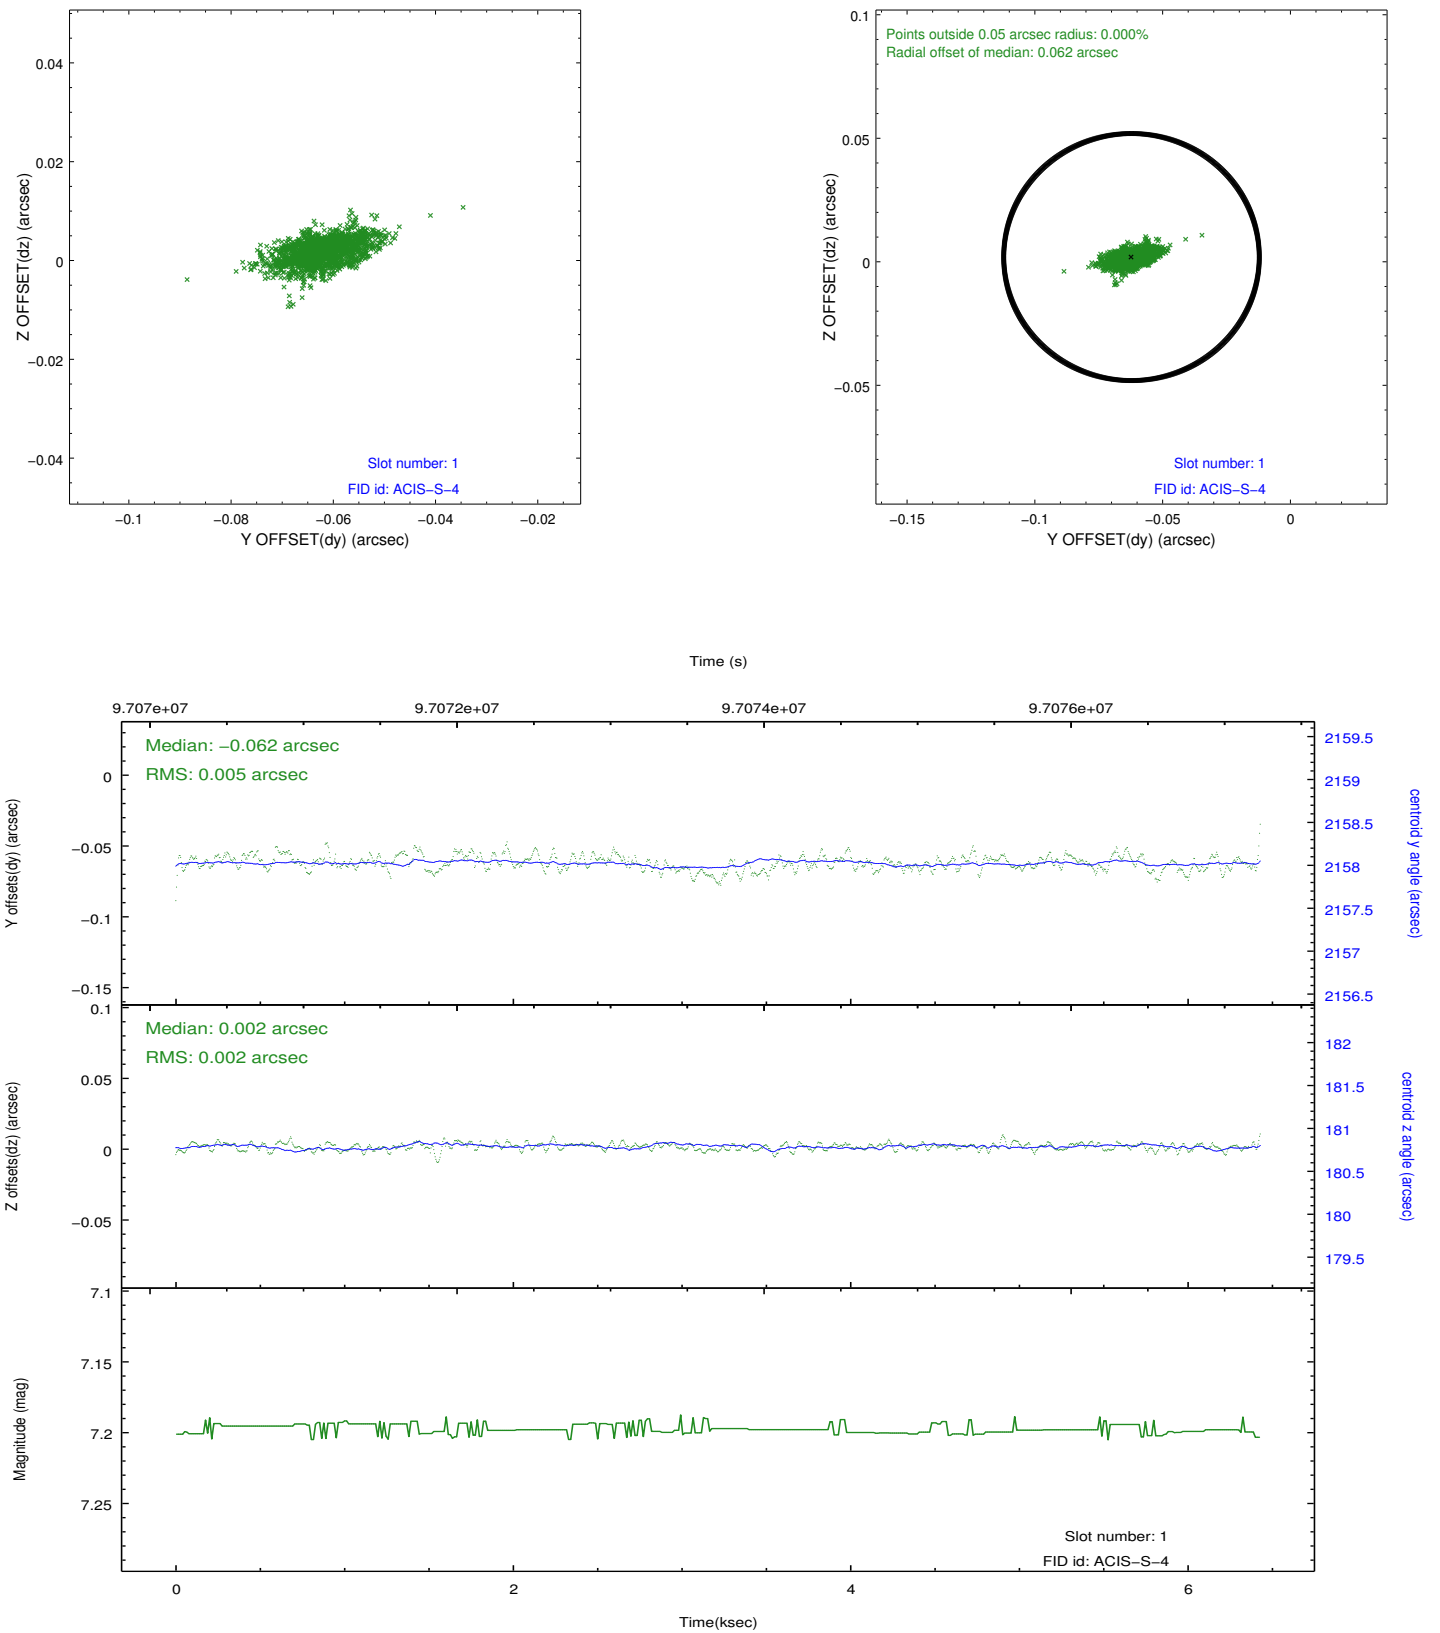 0.04
0.02
0
−0.02
−0.04
Z OFFSET(dz) (arcsec)
Slot number: 1
FID id: ACIS−S−4
−0.1
−0.08
−0.06
−0.04
−0.02
Y OFFSET(dy) (arcsec)
0.1
0.05
0
−0.05
Z OFFSET(dz) (arcsec)
Points outside 0.05 arcsec radius: 0.000%
Radial offset of median: 0.062 arcsec
Slot number: 1
FID id: ACIS−S−4
−0.15
−0.1
−0.05
0
Y OFFSET(dy) (arcsec)
Time (s)
9.707e+07
9.7072e+07
9.7074e+07
9.7076e+07
Median: −0.062 arcsec
RMS: 0.005 arcsec
0
−0.05
−0.1
−0.15
Y offsets(dy) (arcsec)
2159.5
2159
2158.5
2158
2157.5
2157
2156.5
centroid y angle (arcsec)
Median: 0.002 arcsec
RMS: 0.002 arcsec
0.1
0.05
0
−0.05
Z offsets(dz) (arcsec)
182
181.5
181
180.5
180
179.5
centroid z angle (arcsec)
7.1
7.15
7.2
7.25
Magnitude (mag)
Slot number: 1
FID id: ACIS−S−4
0
2
4
6
Time(ksec)